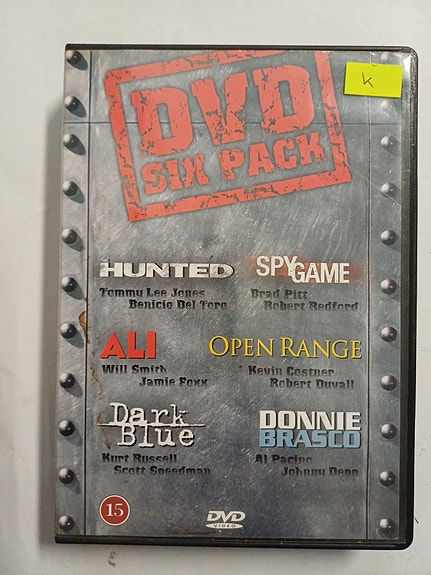 DVD
SIX PACK
k
THE HUNTED
Tommy Lee Jones
Benicio Del Toro
SPY GAME
Brad Pitt
Robert Redford
ALI
Will Smith
Jamie Foxx
OPEN RANGE
Kevin Costner
Robert Duvall
Dark
Blue
Kurt Russell
Scott Speedman
DONNIE
BRASCO
Al Pacino
Johnny Depp
15
DVD
VIDEO